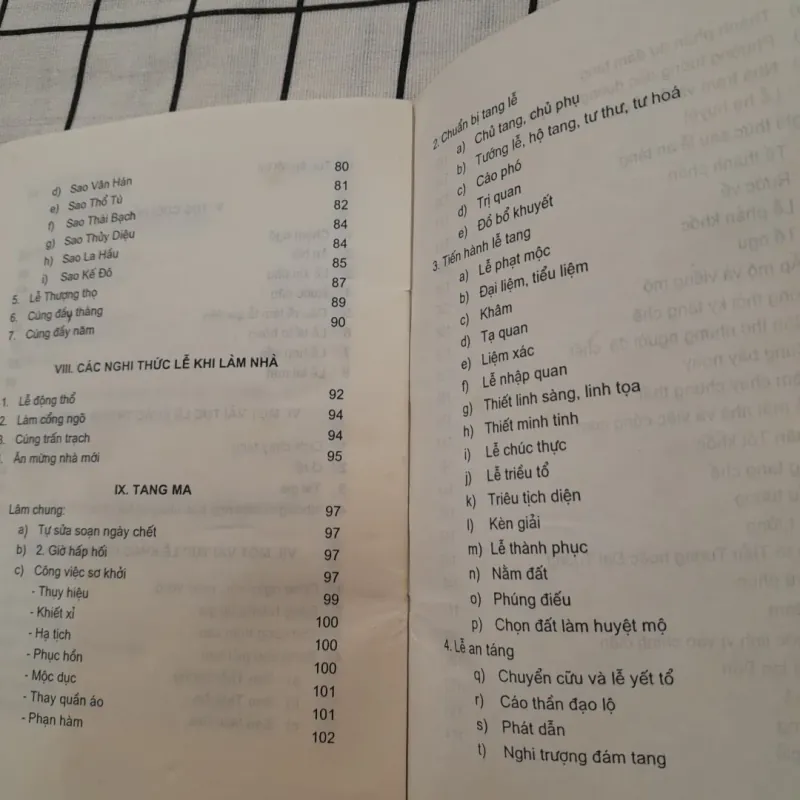 d) Sao Vân Hán 80
e) Sao Thổ Tú 81
f) Sao Thái Bạch 82
g) Sao Thủy Diệu 84
h) Sao La Hầu 84
i) Sao Kế Đô 85
5. Lễ Thượng thọ 87
6. Cúng đầy tháng 89
7. Cúng đầy năm 90
VIII. CÁC NGHI THỨC LỄ KHI LÀM NHÀ
1. Lễ động thổ 92
2. Làm cổng ngõ 94
3. Cúng trấn trạch 94
Ăn mừng nhà mới 95
IX. TANG MA
Lâm chung: 97
a) Tự sửa soạn ngày chết 97
b) 2. Giờ hấp hối 97
c) Công việc sơ khởi 97
- Thụy hiệu 99
- Khiết xỉ 100
- Hạ tịch 100
- Phục hồn 100
- Mộc dục 101
- Thay quần áo 101
- Phạn hàm 102
2. Chuẩn bị tang lễ
a) Chủ tang, chủ phụ
b) Tướng lễ, hộ tang, tư thư, tư hoá
c) Cáo phó
d) Trị quan
e) Đồ bổ khuyết
3. Tiến hành lễ tang
a) Lễ phạt mộc
b) Đại liệm, tiểu liệm
c) Khâm
d) Tạ quan
e) Liệm xác
f) Lễ nhập quan
g) Thiết linh sàng, linh tọa
h) Thiết minh tinh
i) Lễ chúc thực
j) Lễ triều tổ
k) Triêu tịch diện
l) Kèn giải
m) Lễ thành phục
n) Nằm đất
o) Phúng điếu
p) Chọn đất làm huyệt mộ
4. Lễ an táng
q) Chuyển cữu và lễ yết tổ
r) Cáo thần đạo lộ
s) Phát dẫn
t) Nghi trượng đám tang